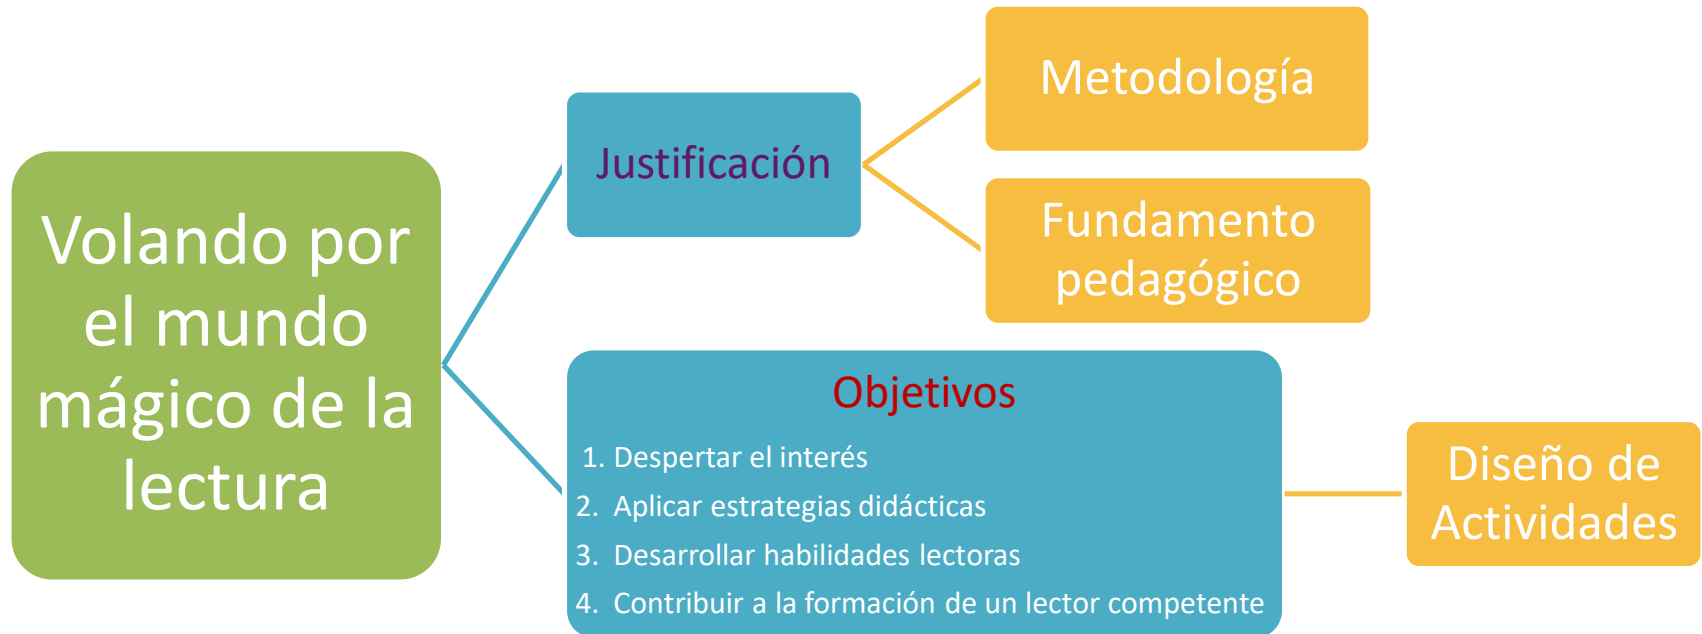 Volando por
el mundo
mágico de la
lectura
Justificación
Metodología
Fundamento
pedagógico
Objetivos
1. Despertar el interés
2. Aplicar estrategias didácticas
3. Desarrollar habilidades lectoras
4. Contribuir a la formación de un lector competente
Diseño de
Actividades